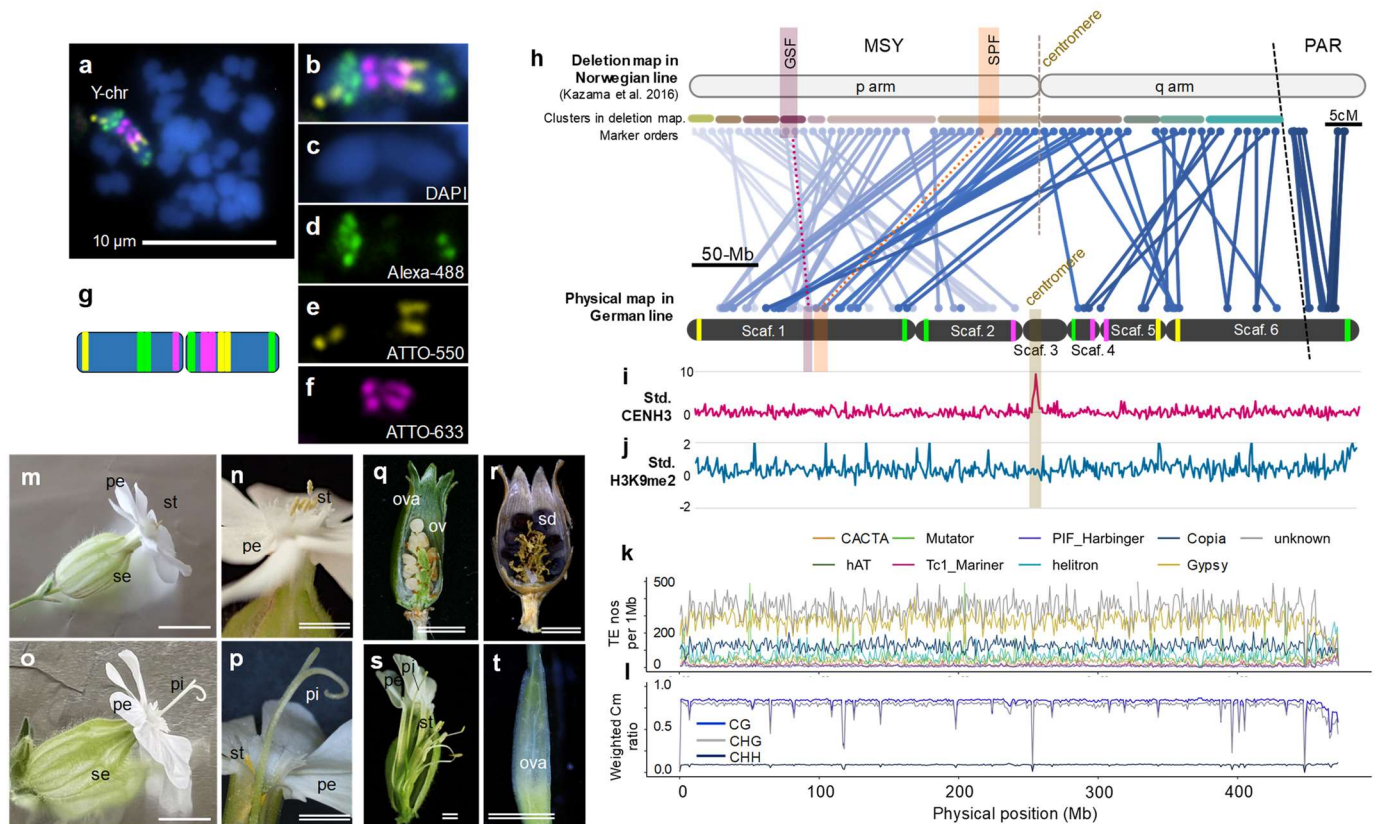 a
Y-chr
10 µm
b
c
DAPI
d
Alexa-488
e
ATTO-550
f
ATTO-633
g
h
Deletion map in
Norwegian line
(Kazama et al. 2016)
GSF
MSY
SPF
centromere
PAR
p arm
q arm
Clusters in deletion map.
Marker orders
5cM
50-Mb
centromere
Physical map in
German line
Scaf. 1
Scaf. 2
Scaf. 3
Scaf. 4
Scaf. 5
Scaf. 6
i
Std.
CENH3
10
0
j
Std.
H3K9me2
2
0
-2
CACTA
Mutator
PIF_Harbinger
Copia
unknown
hAT
Tc1_Mariner
helitron
Gypsy
k
TE nos
per 1Mb
500
200
0
l
Weighted Cm
ratio
1.0
0.5
0.0
CG
CHG
CHH
0
100
200
300
400
Physical position (Mb)
m
pe
st
se
n
st
pe
o
pe
pi
se
p
pi
st
pe
q
ova
ov
r
sd
s
pi
pe
st
t
ova